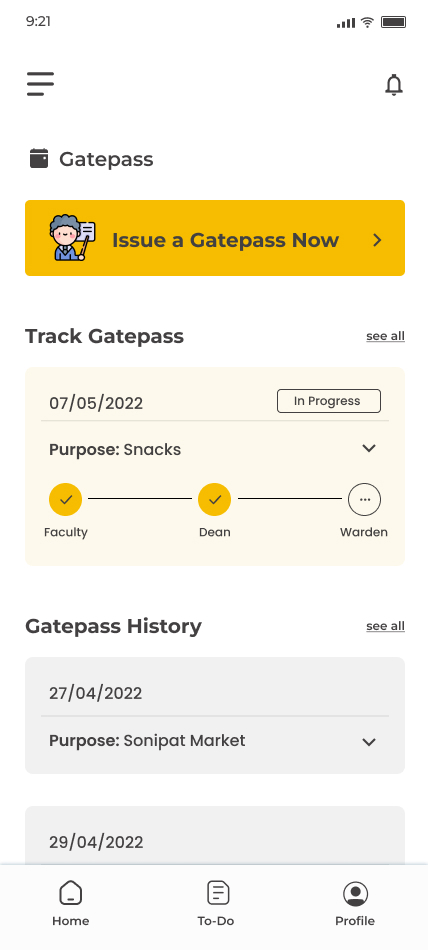 9:21
Gatepass
Issue a Gatepass Now
Track Gatepass
see all
07/05/2022
In Progress
Purpose: Snacks
Faculty
Dean
Warden
Gatepass History
see all
27/04/2022
Purpose: Sonipat Market
29/04/2022
Home
To-Do
Profile